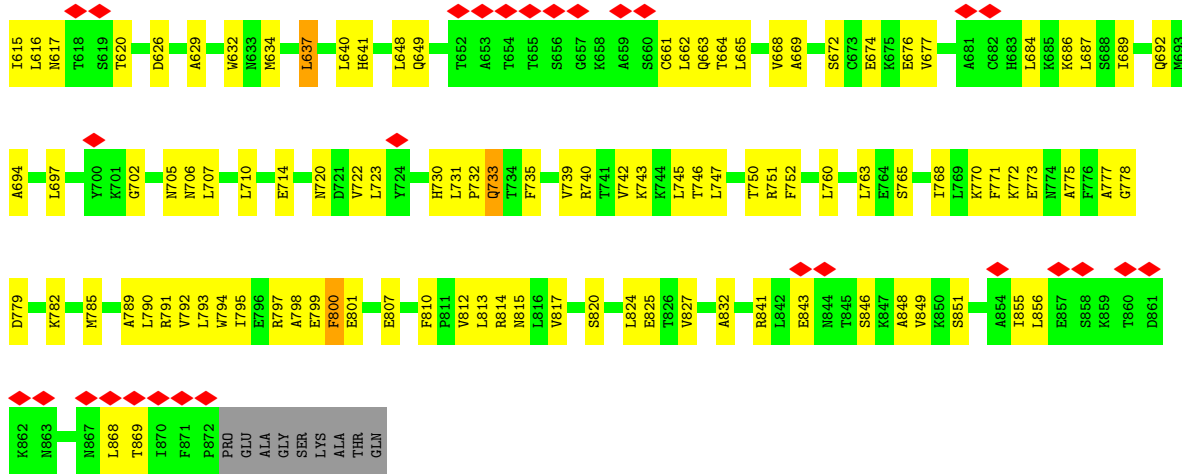 I615 L616 N617 T618 S619 T620 D626 A629 W632 N633 M634 L637 L640 H641 L648 Q649 T652 A653 T654 T655 S656 G657 K658 A659 S660 C661 L662 Q663 T664 L665 V668 A669 S672 C673 E674 K675 E676 V677 A681 C682 H683 L684 K685 K686 L687 S688 I689 Q692 M693
A694 L697 Y700 K701 G702 N705 N706 L707 L710 E714 N720 D721 V722 L723 Y724 H730 L731 P732 Q733 T734 F735 V739 R740 T741 V742 K743 K744 L745 T746 L747 T750 R751 F752 L760 L763 E764 S765 I768 L769 K770 F771 K772 E773 N774 A775 F776 A777 G778
D779 K782 M785 A789 L790 R791 V792 L793 W794 I795 E796 R797 A798 E799 F800 E801 E807 F810 P811 V812 L813 R814 N815 L816 V817 S820 L824 E825 T826 V827 A832 R841 L842 E843 N844 T845 S846 K847 A848 V849 K850 S851 A854 I855 L856 E857 S858 K859 T860 D861
K862 N863 N867 L868 T869 I870 F871 P872 PRO GLU ALA GLY SER LYS ALA THR GLN